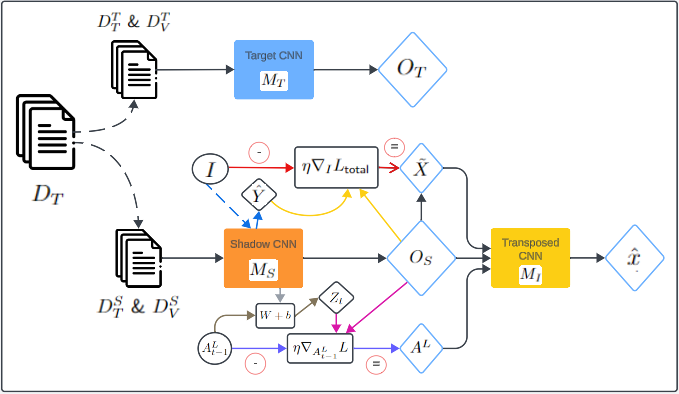 D_T^T & D_V^T
Target CNN
M_T
O_T
D_T
-
=
I
η∇_I L_total
X̃
Ŷ
Shadow CNN
M_S
O_S
Transposed
CNN
M_I
x̂
D_T^S & D_V^S
W + b
Z_t
A_{t-1}^L
η∇_{A_{t-1}^L} L
A^L
-
=